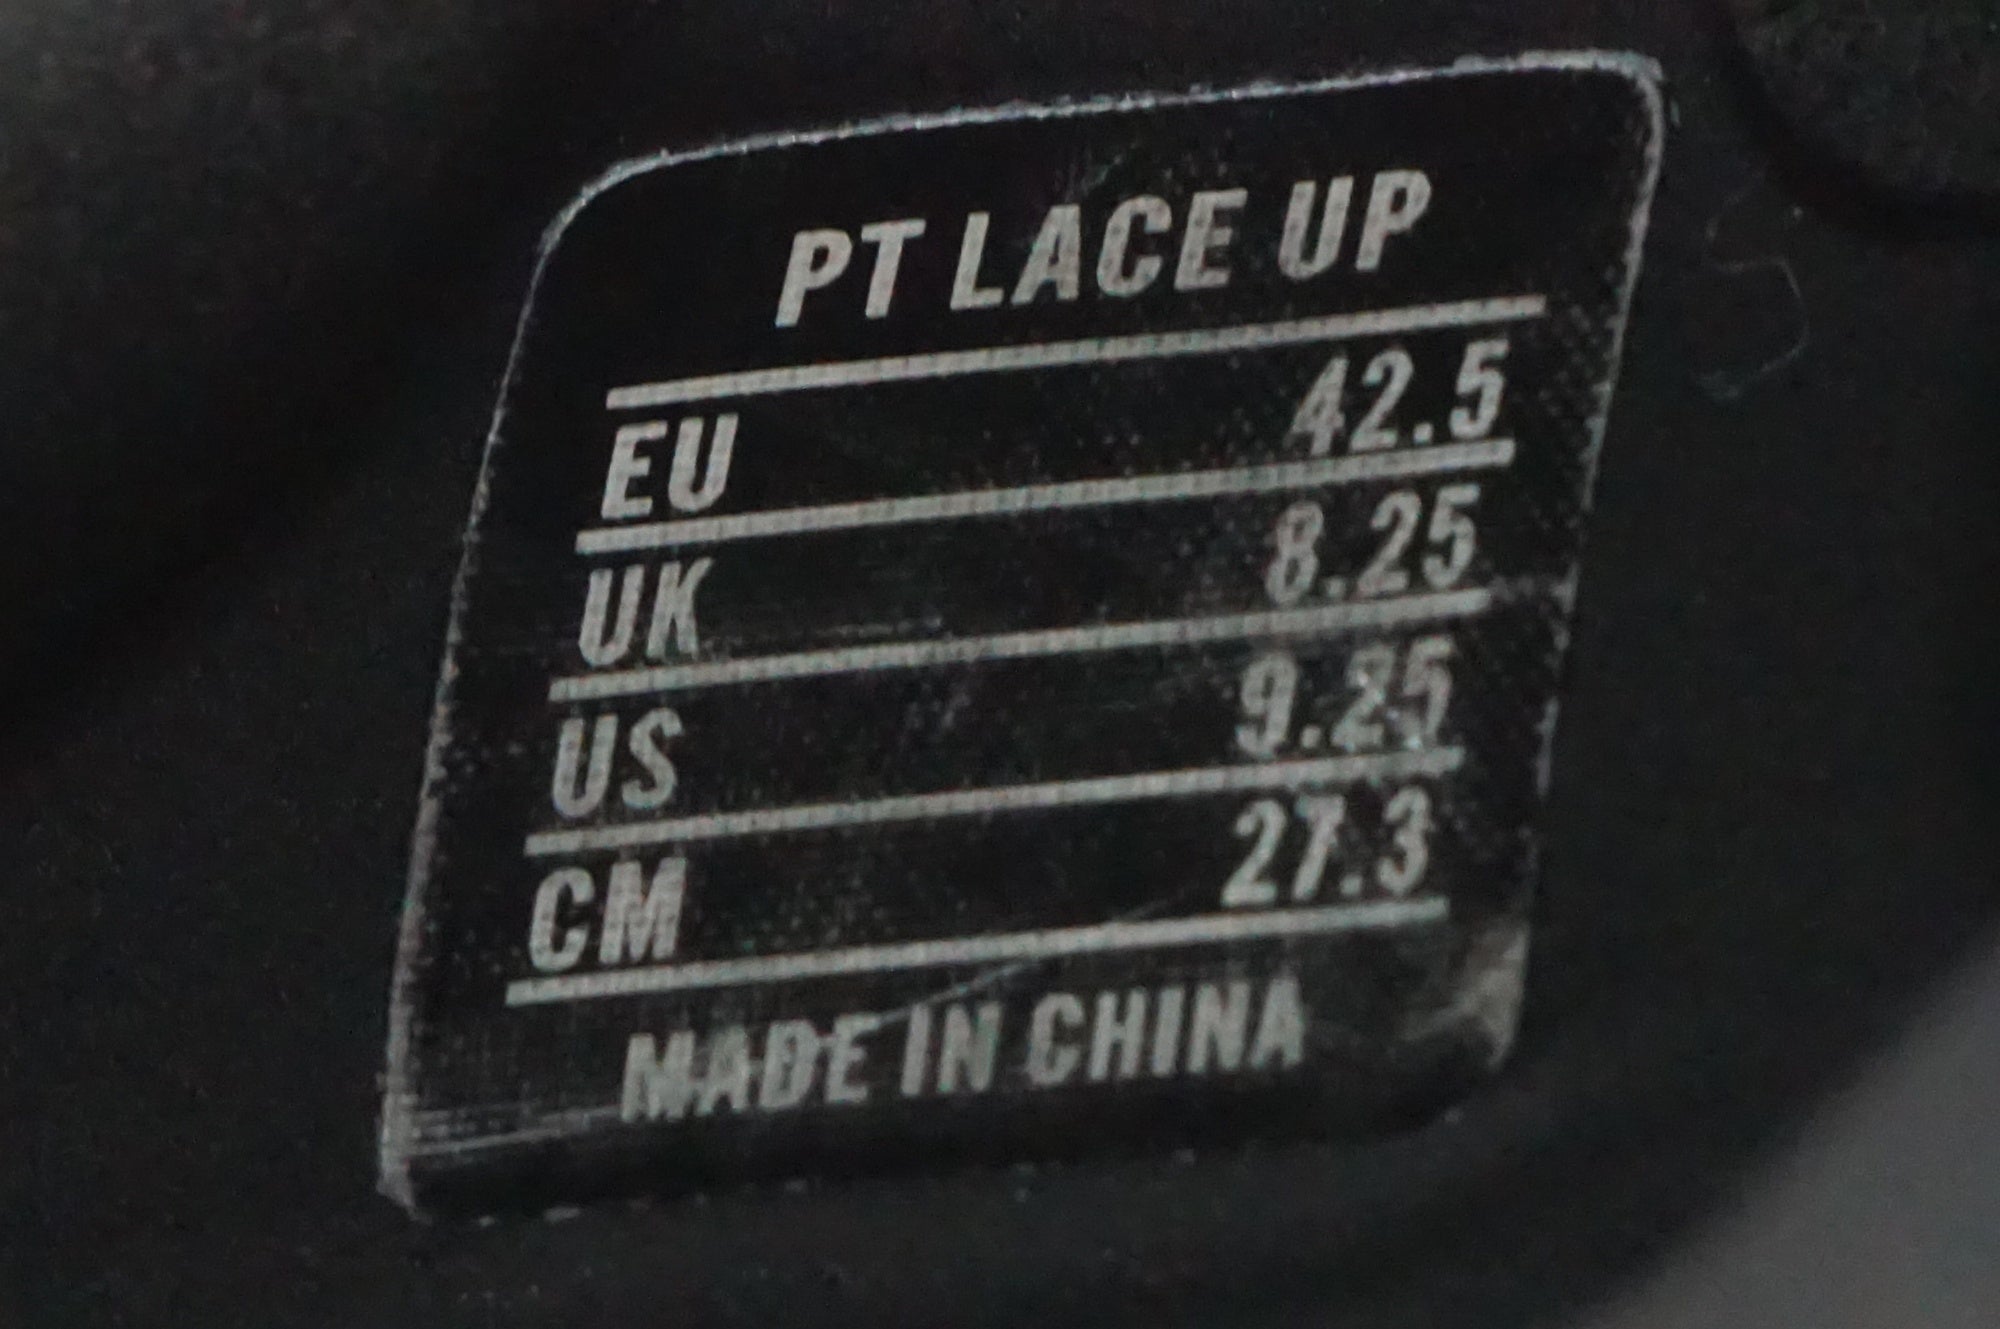 PT LACE UP
EU 42.5
UK 8.25
US 9.25
CM 27.3
MADE IN CHINA